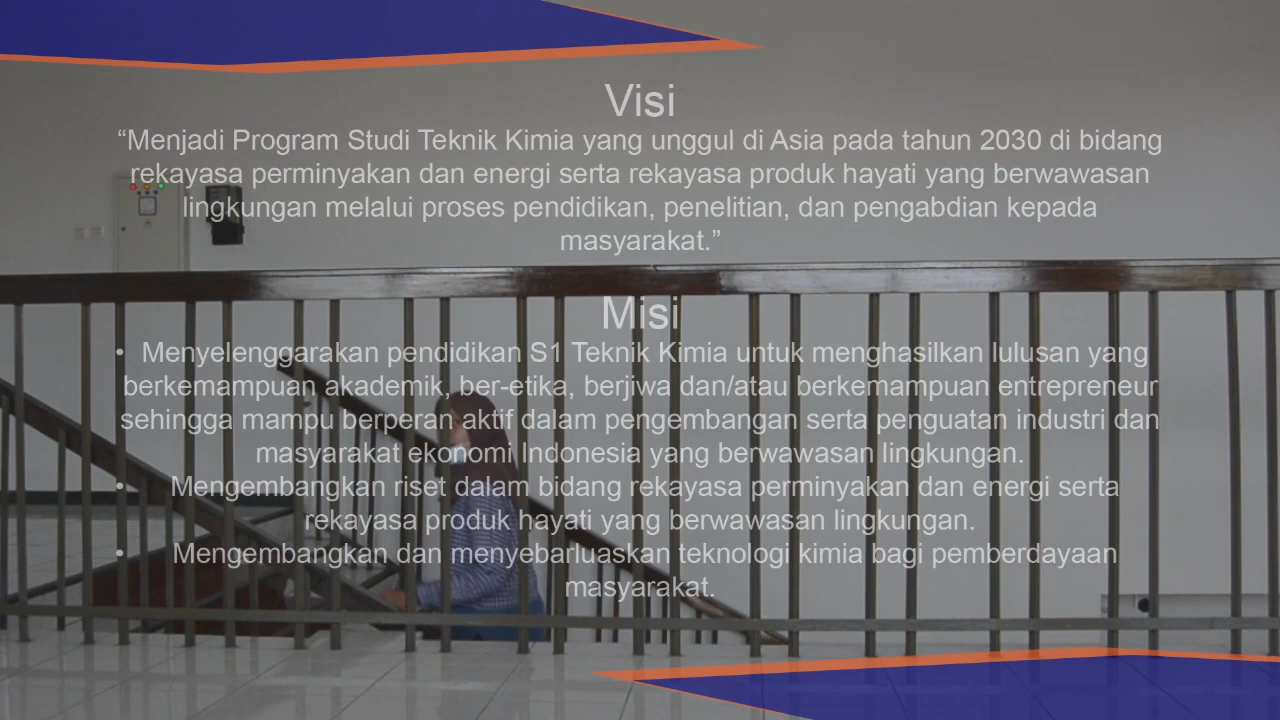 Visi
“Menjadi Program Studi Teknik Kimia yang unggul di Asia pada tahun 2030 di bidang
rekayasa perminyakan dan energi serta rekayasa produk hayati yang berwawasan
lingkungan melalui proses pendidikan, penelitian, dan pengabdian kepada
masyarakat.”
Misi
• Menyelenggarakan pendidikan S1 Teknik Kimia untuk menghasilkan lulusan yang
berkemampuan akademik, ber-etika, berjiwa dan/atau berkemampuan entrepreneur
sehingga mampu berperan aktif dalam pengembangan serta penguatan industri dan
masyarakat ekonomi Indonesia yang berwawasan lingkungan.
• Mengembangkan riset dalam bidang rekayasa perminyakan dan energi serta
rekayasa produk hayati yang berwawasan lingkungan.
• Mengembangkan dan menyebarluaskan teknologi kimia bagi pemberdayaan
masyarakat.